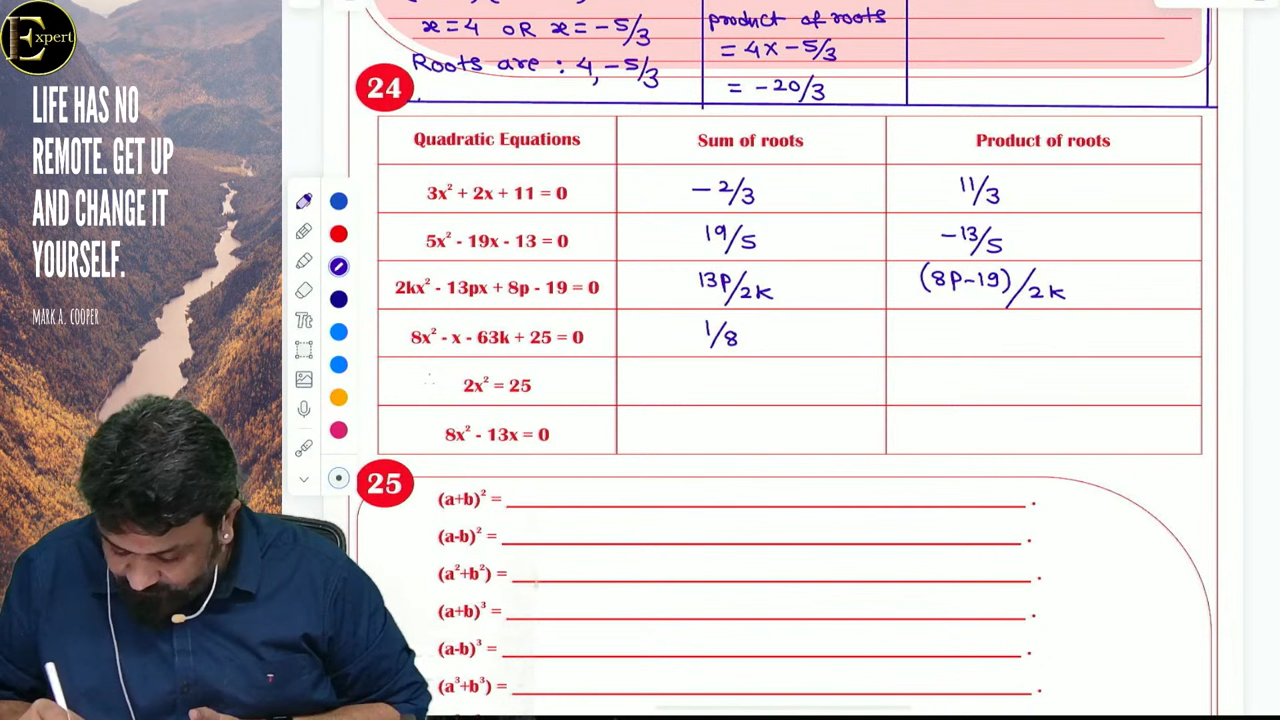 Expert
LIFE HAS NO
REMOTE. GET UP
AND CHANGE IT
YOURSELF.
MARK A. COOPER
x=4 OR x=-5/3
Roots are : 4, -5/3
product of roots
= 4x -5/3
= -20/3
24
Quadratic Equations Sum of roots Product of roots
3x² + 2x + 11 = 0 -2/3 11/3
5x² - 19x - 13 = 0 19/5 -13/5
2kx² - 13px + 8p - 19 = 0 13p/2k (8p-19)/2k
8x² - x - 63k + 25 = 0 1/8
2x² = 25
8x² - 13x = 0
25
(a+b)² = .
(a-b)² = .
(a²+b²) = .
(a+b)³ = .
(a-b)³ = .
(a³+b³) = .
Tt